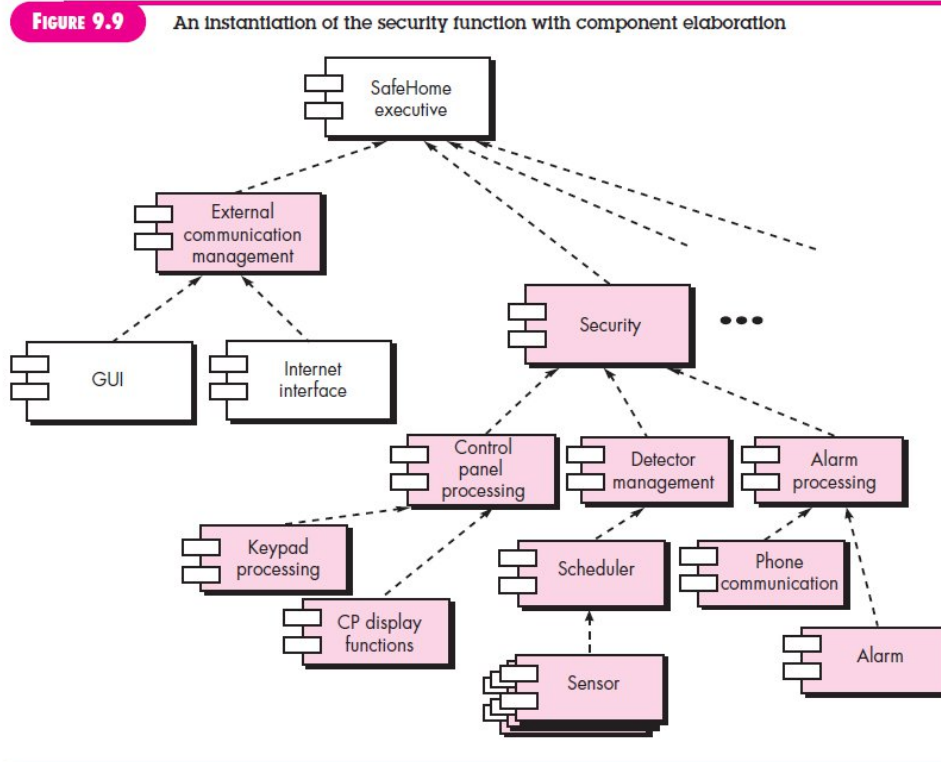 FIGURE 9.9
An instantiation of the security function with component elaboration
SafeHome
executive
External
communication
management
Security
GUI
Internet
interface
Control
panel
processing
Detector
management
Alarm
processing
Keypad
processing
Scheduler
Phone
communication
CP display
functions
Sensor
Alarm